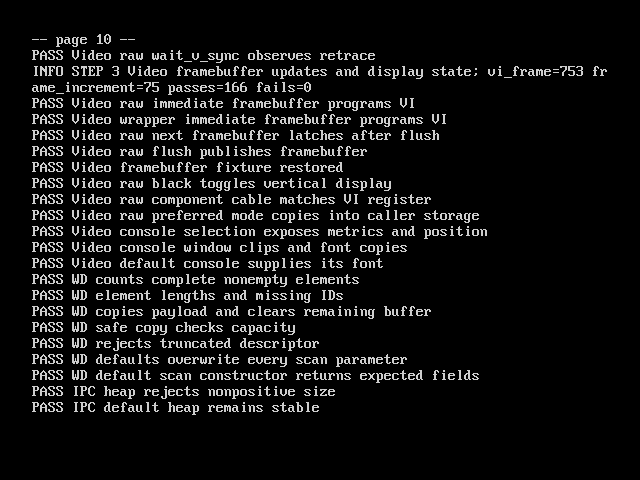 -- page 10 --
PASS Video raw wait_v_sync observes retrace
INFO STEP 3 Video framebuffer updates and display state; vi_frame=753 fr
ame_increment=75 passes=166 fails=0
PASS Video raw immediate framebuffer programs VI
PASS Video wrapper immediate framebuffer programs VI
PASS Video raw next framebuffer latches after flush
PASS Video raw flush publishes framebuffer
PASS Video framebuffer fixture restored
PASS Video raw black toggles vertical display
PASS Video raw component cable matches VI register
PASS Video raw preferred mode copies into caller storage
PASS Video console selection exposes metrics and position
PASS Video console window clips and font copies
PASS Video default console supplies its font
PASS WD counts complete nonempty elements
PASS WD element lengths and missing IDs
PASS WD copies payload and clears remaining buffer
PASS WD safe copy checks capacity
PASS WD rejects truncated descriptor
PASS WD defaults overwrite every scan parameter
PASS WD default scan constructor returns expected fields
PASS IPC heap rejects nonpositive size
PASS IPC default heap remains stable